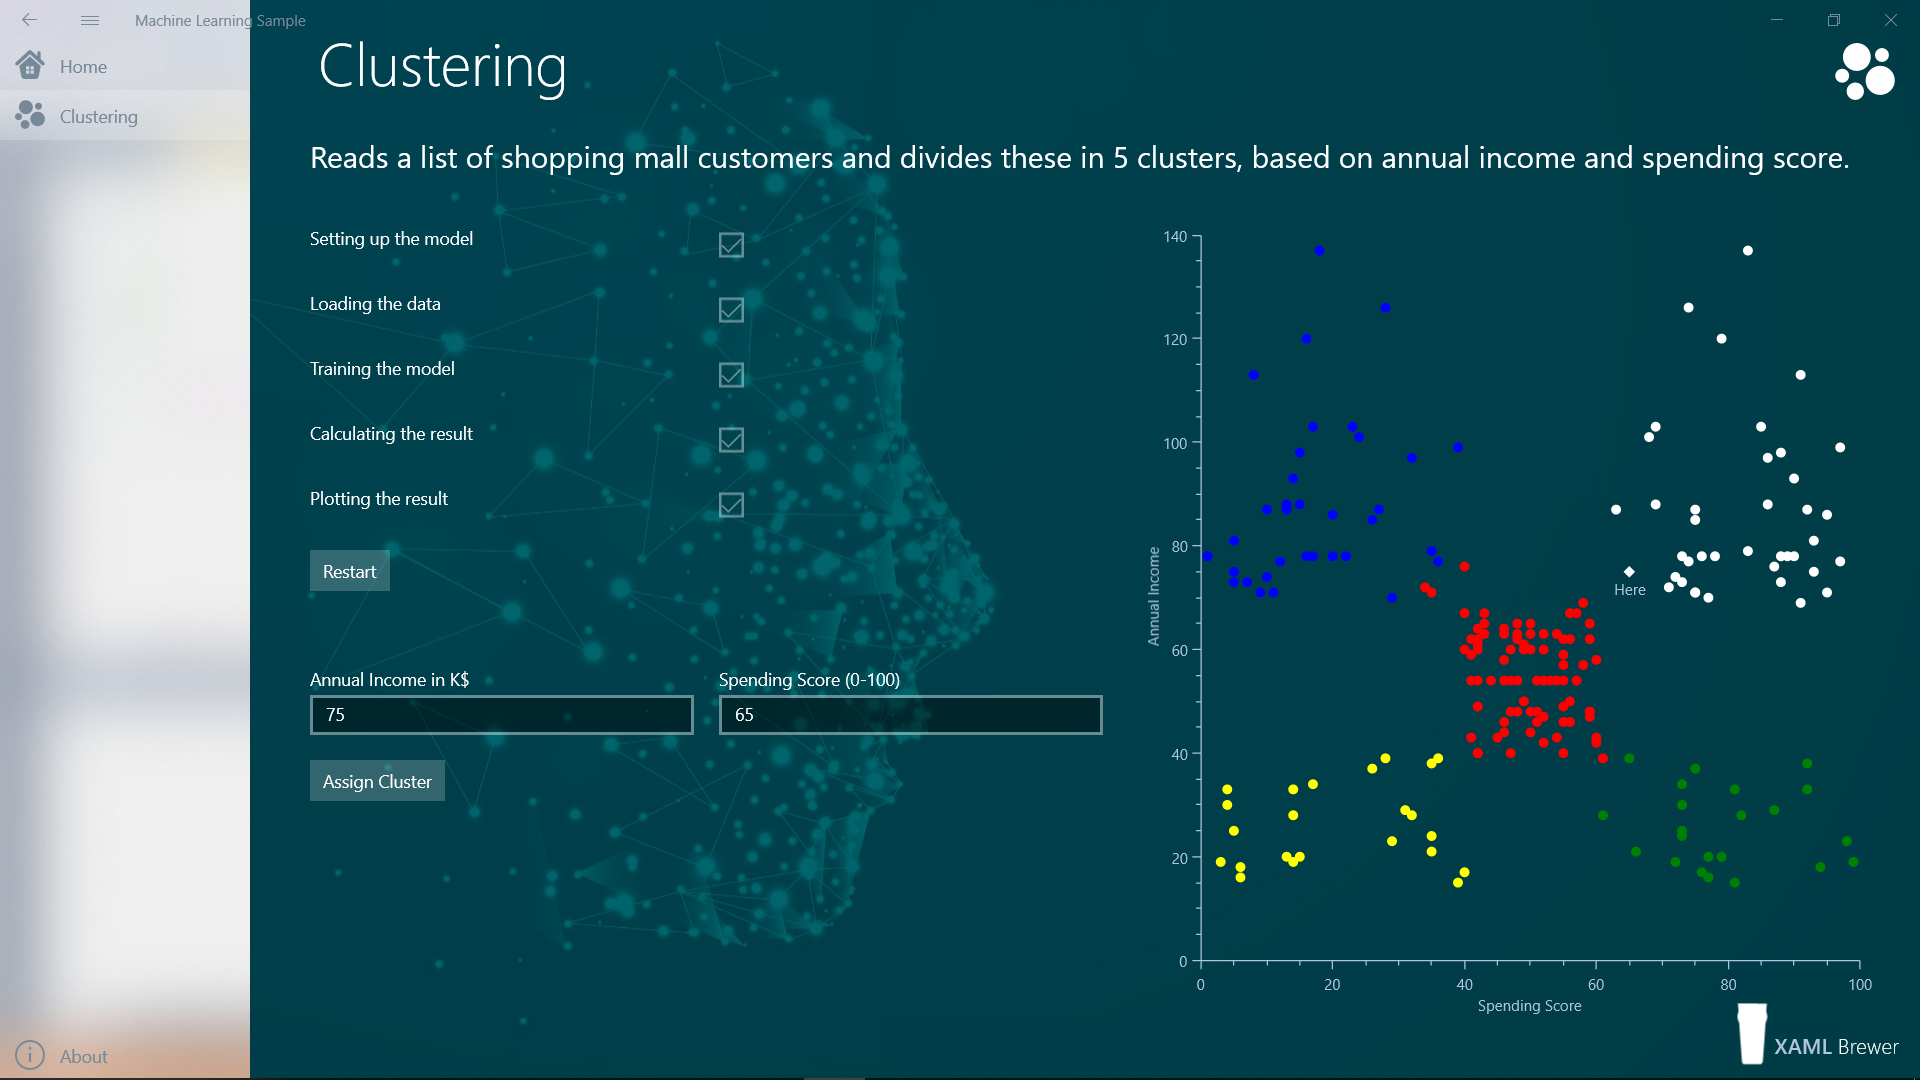 Machine Learning Sample
Home
Clustering
About
Clustering
Reads a list of shopping mall customers and divides these in 5 clusters, based on annual income and spending score.
Setting up the model
Loading the data
Training the model
Calculating the result
Plotting the result
Restart
Annual Income in K$
Spending Score (0-100)
75
65
Assign Cluster
140
120
100
80
60
40
20
0
Annual Income
Here
0
20
40
60
80
100
Spending Score
XAML Brewer